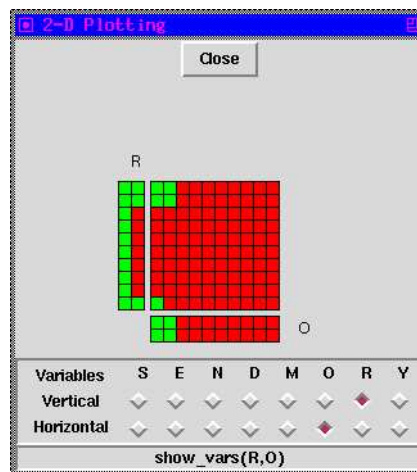 2-D Plotting
Close
R
O
Variables S E N D M O R Y
Vertical
Horizontal
show_vars(R,O)